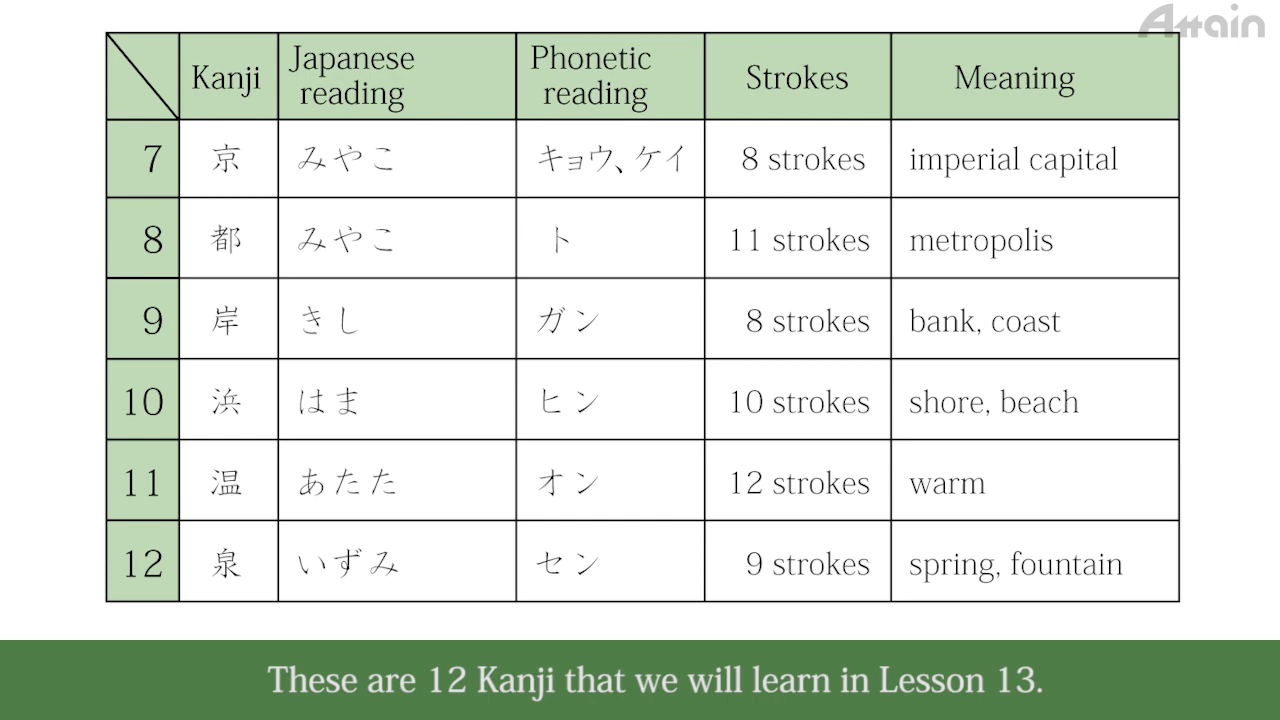 Attain
Kanji Japanese reading Phonetic reading Strokes Meaning
7 京 みやこ キョウ、ケイ 8 strokes imperial capital
8 都 みやこ ト 11 strokes metropolis
9 岸 きし ガン 8 strokes bank, coast
10 浜 はま ヒン 10 strokes shore, beach
11 温 あたた オン 12 strokes warm
12 泉 いずみ セン 9 strokes spring, fountain
These are 12 Kanji that we will learn in Lesson 13.